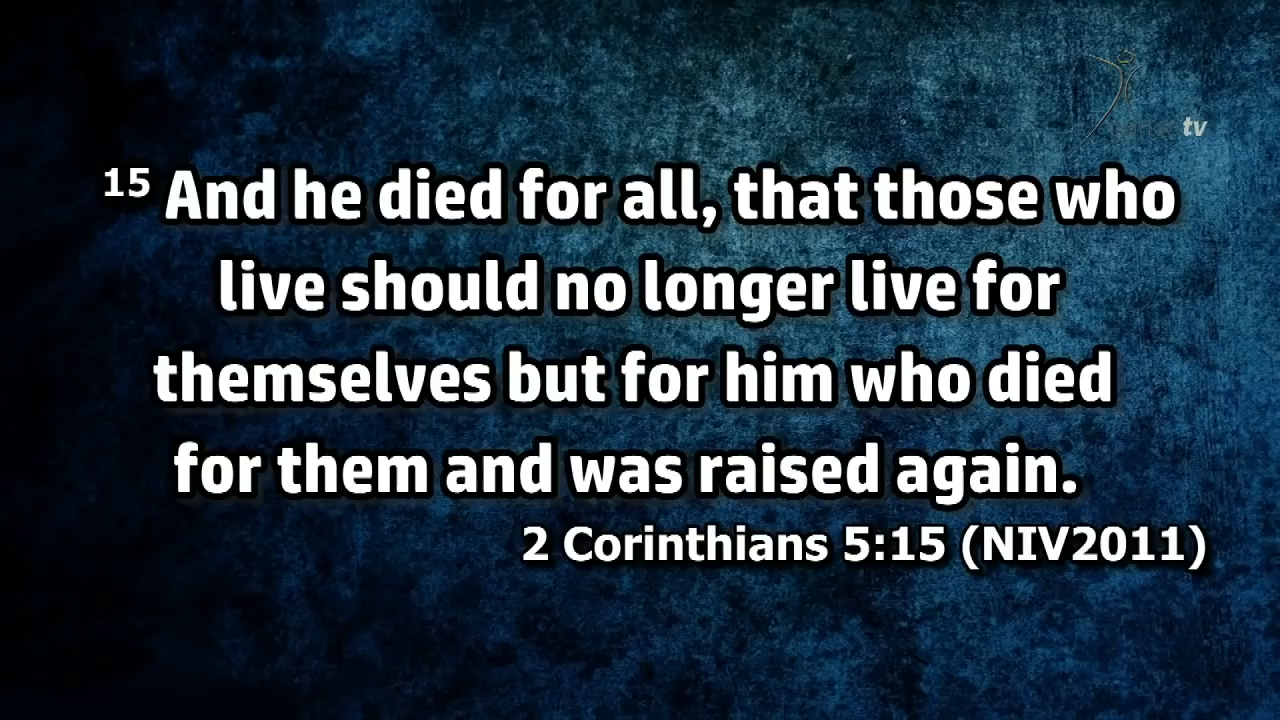 tv
15 And he died for all, that those who
live should no longer live for
themselves but for him who died
for them and was raised again.
2 Corinthians 5:15 (NIV2011)